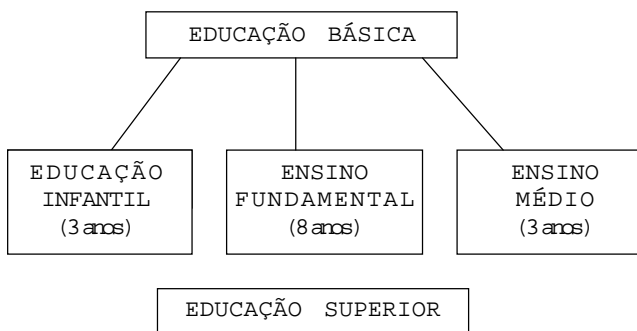 EDUCAÇÃO BÁSICA
EDUCAÇÃO
INFANTIL
(3 anos)
ENSINO
FUNDAMENTAL
(8 anos)
ENSINO
MÉDIO
(3 anos)
EDUCAÇÃO SUPERIOR